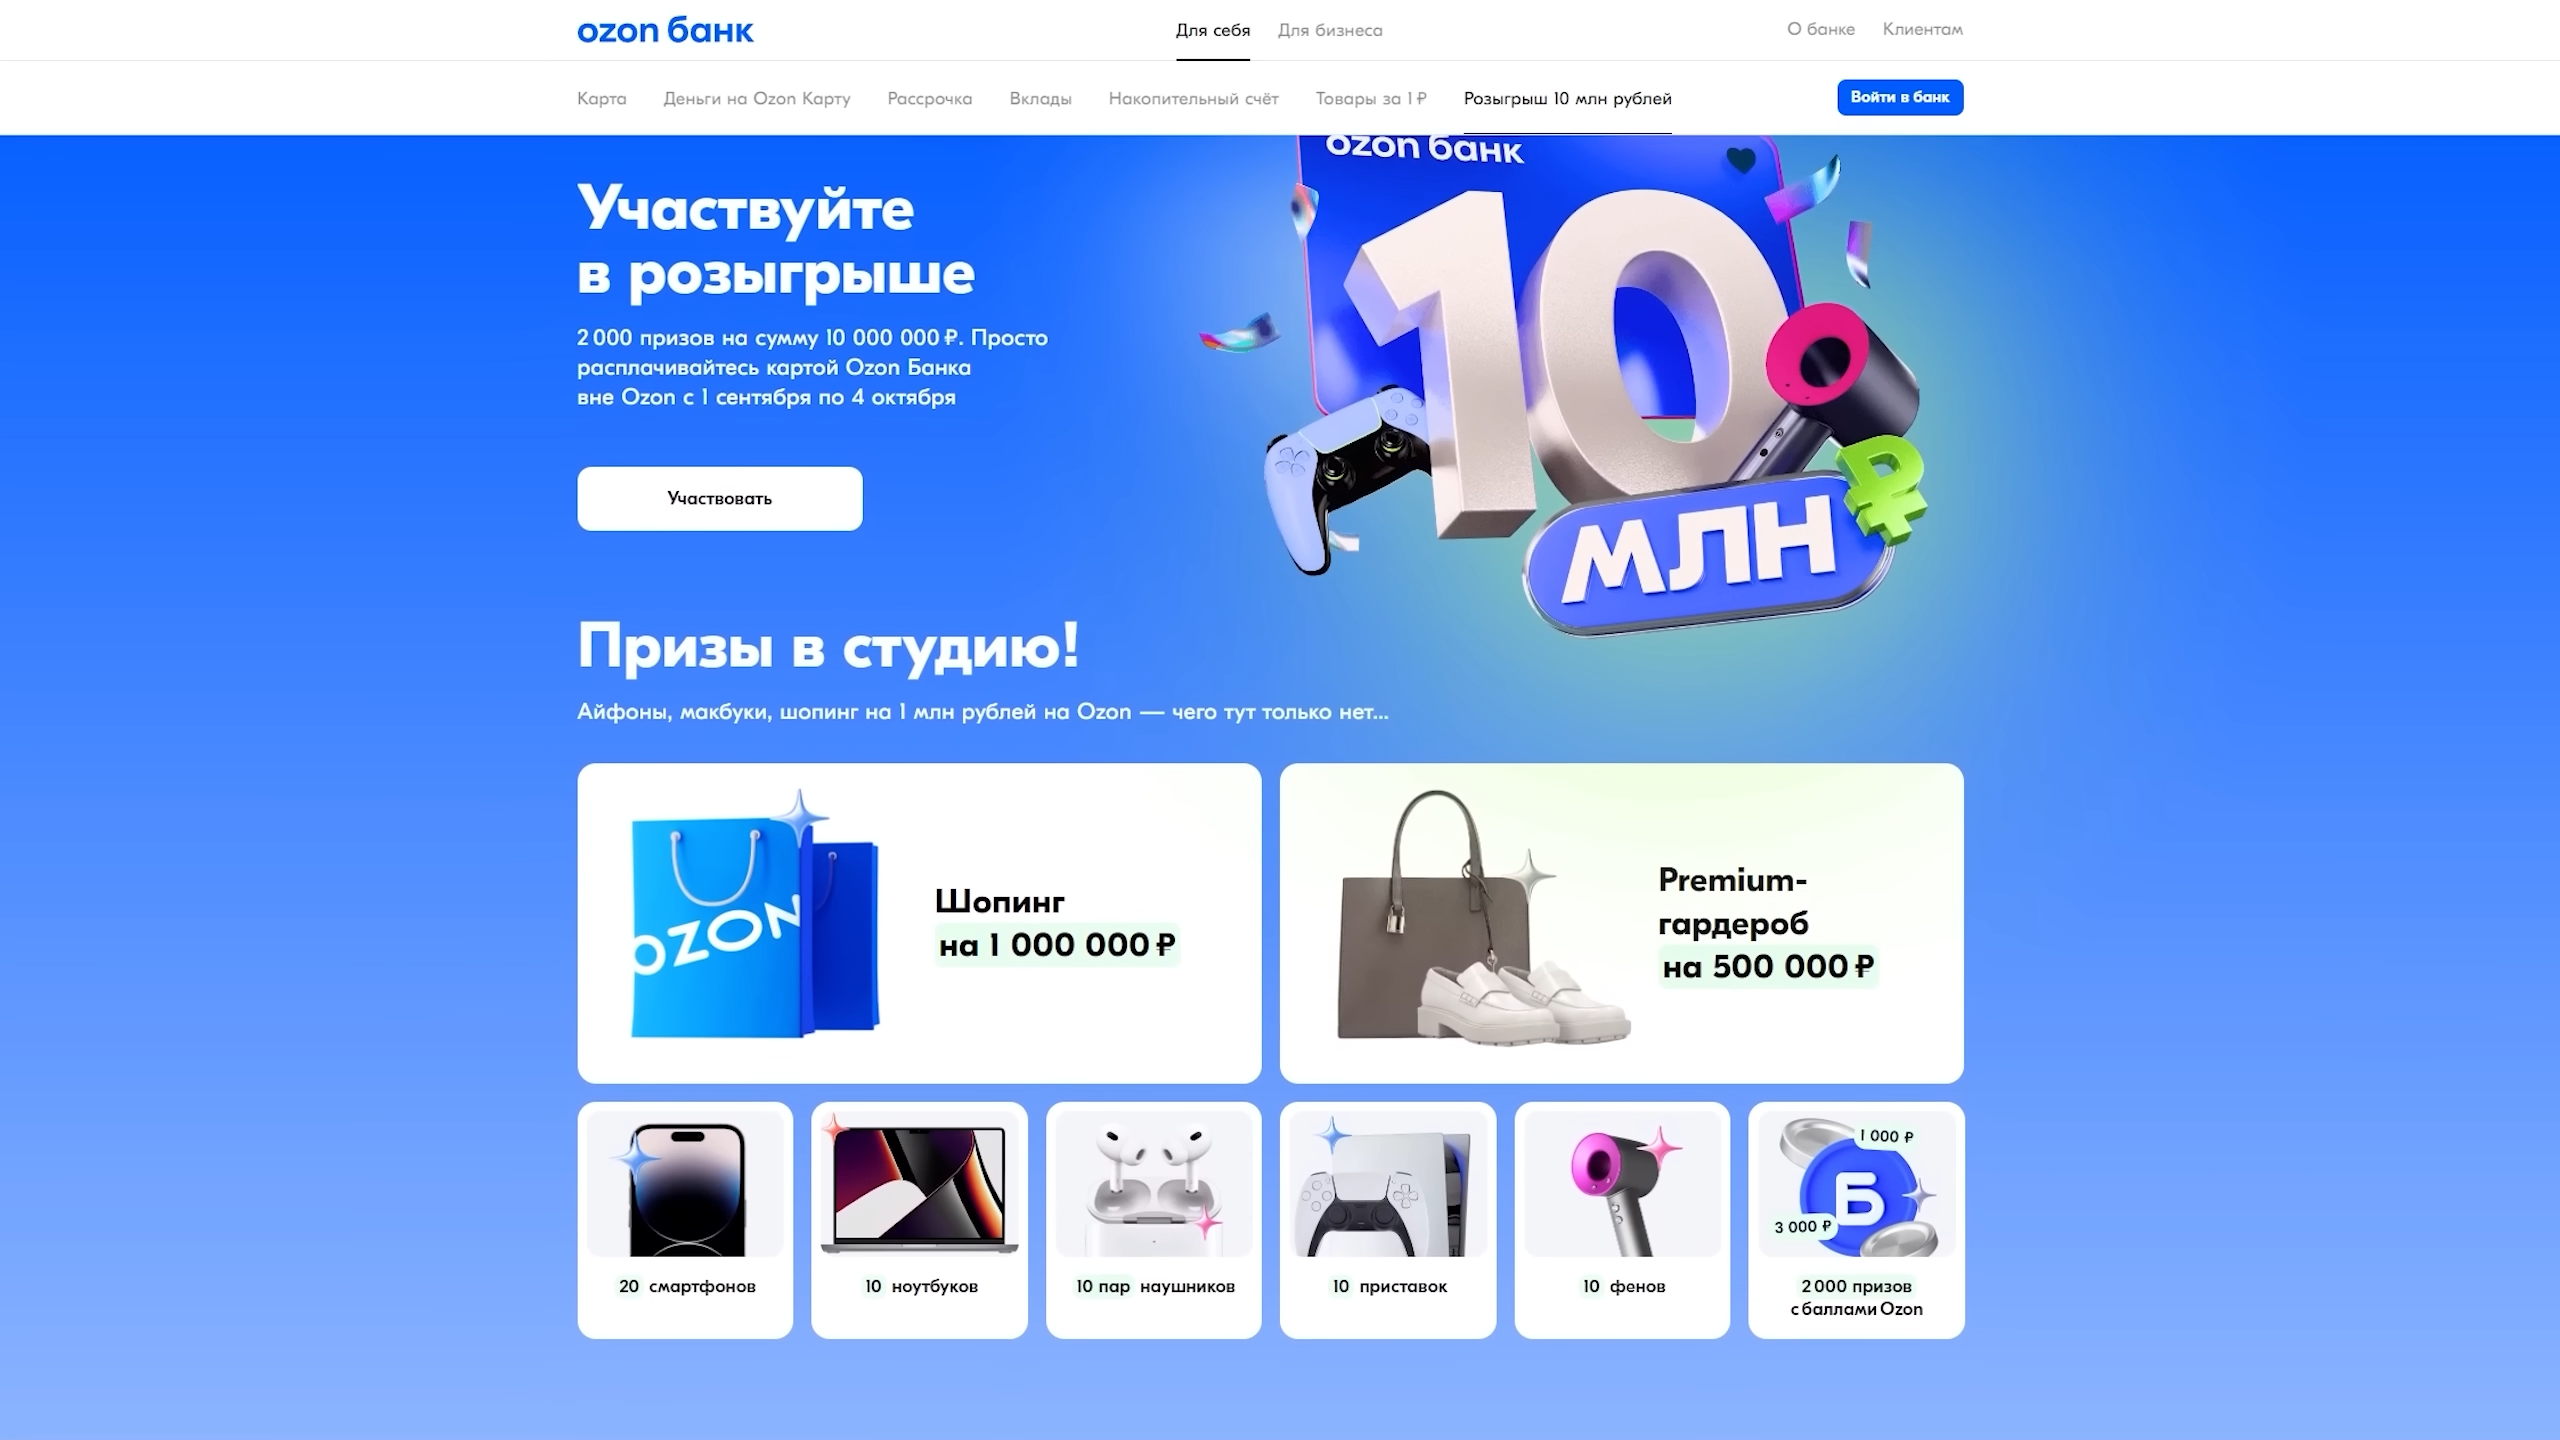 ozon банк
Для себя
Для бизнеса
О банке
Клиентам
Карта
Деньги на Ozon Карту
Рассрочка
Вклады
Накопительный счёт
Товары за 1 ₽
Розыгрыш 10 млн рублей
Войти в банк
ozon банк
Участвуйте
в розыгрыше
2 000 призов на сумму 10 000 000 ₽. Просто
расплачивайтесь картой Ozon Банка
вне Ozon с 1 сентября по 4 октября
Участвовать
10
МЛН
₽
Призы в студию!
Айфоны, макбуки, шопинг на 1 млн рублей на Ozon — чего тут только нет...
OZON
Шопинг
на 1 000 000 ₽
Premium-
гардероб
на 500 000 ₽
20 смартфонов
10 ноутбуков
10 пар наушников
10 приставок
10 фенов
1 000 ₽
Б
3 000 ₽
2 000 призов
с баллами Ozon